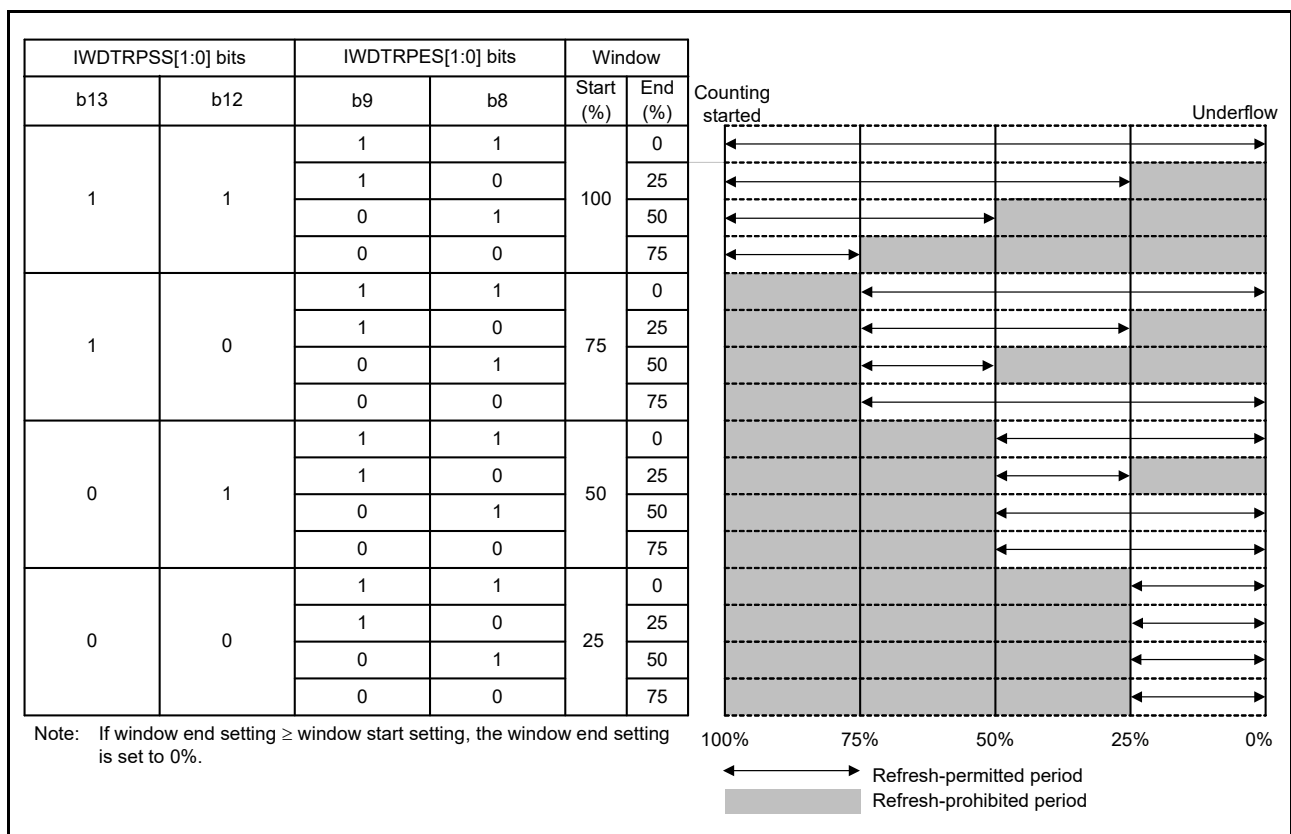 IWDTRPSS[1:0] bits IWDTRPES[1:0] bits Window
b13 b12 b9 b8 Start (%) End (%)
Counting started Underflow
1 1 1 1 100 0
1 0 25
0 1 50
0 0 75
1 0 1 1 75 0
1 0 25
0 1 50
0 0 75
0 1 1 1 50 0
1 0 25
0 1 50
0 0 75
0 0 1 1 25 0
1 0 25
0 1 50
0 0 75
Note: If window end setting ≥ window start setting, the window end setting
is set to 0%.
100% 75% 50% 25% 0%
Refresh-permitted period
Refresh-prohibited period